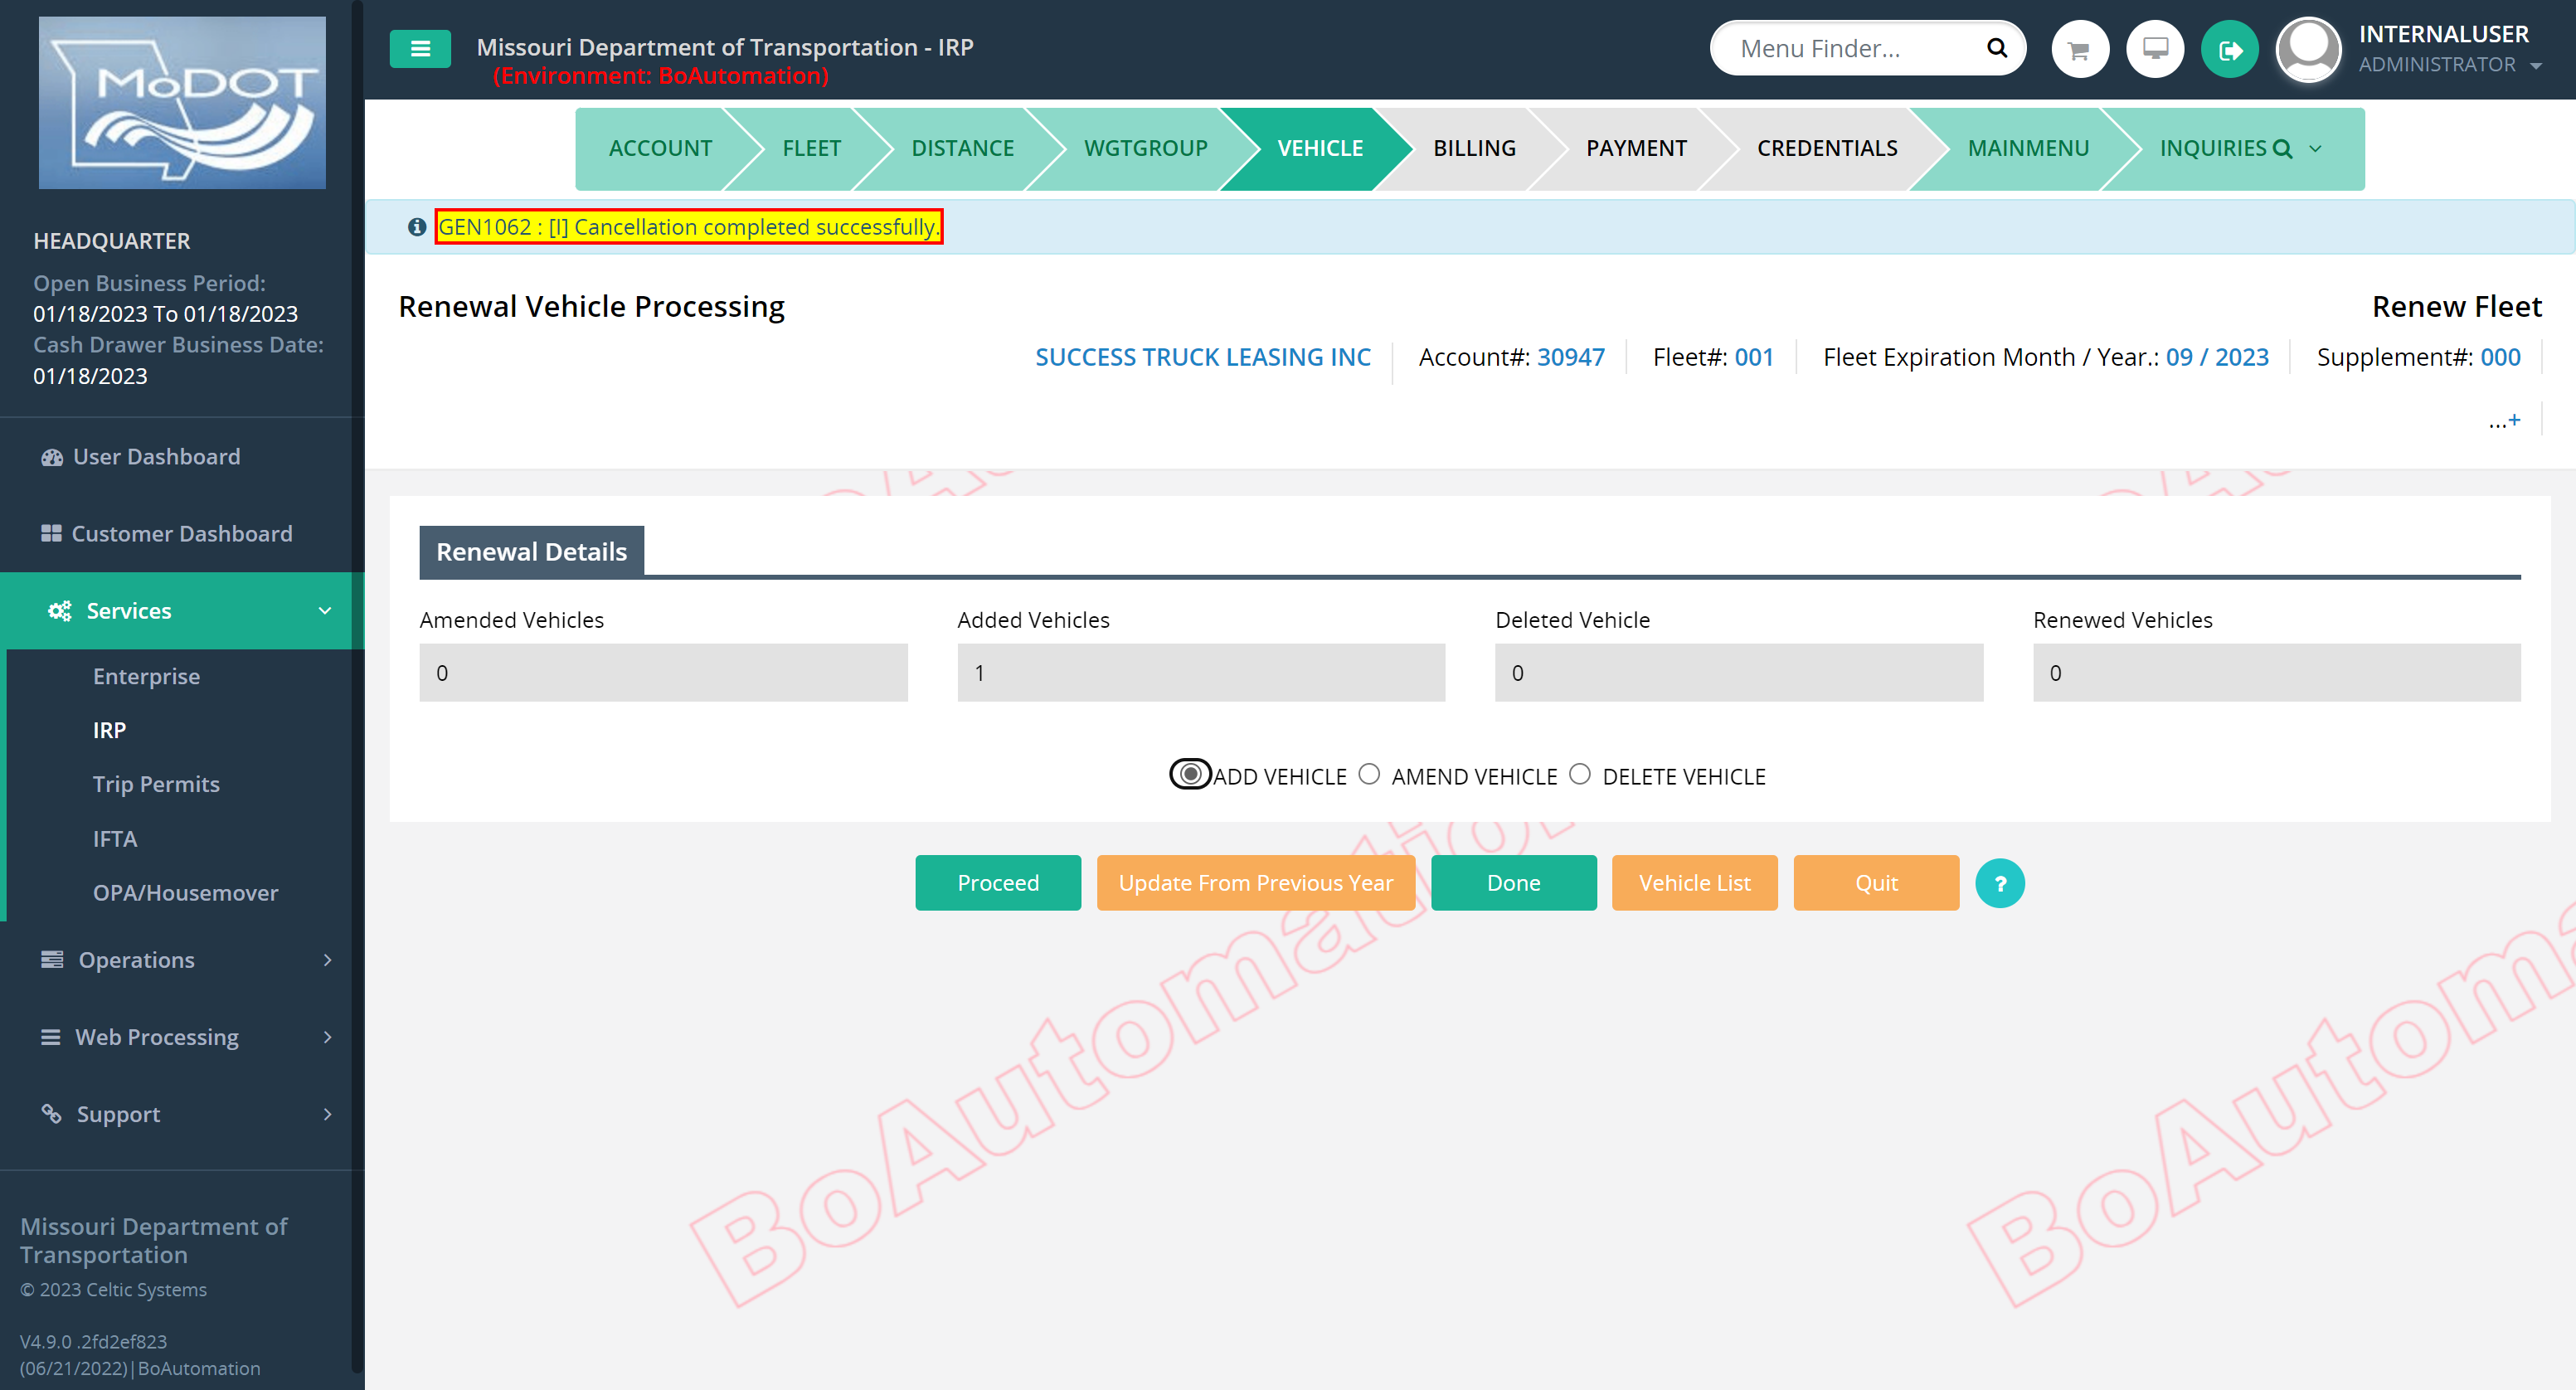 MoDOT
HEADQUARTER
Open Business Period:
01/18/2023 To 01/18/2023
Cash Drawer Business Date:
01/18/2023
User Dashboard
Customer Dashboard
Services
Enterprise
IRP
Trip Permits
IFTA
OPA/Housemover
Operations
Web Processing
Support
Missouri Department of
Transportation
© 2023 Celtic Systems
V4.9.0 .2fd2ef823
(06/21/2022)|BoAutomation
Missouri Department of Transportation - IRP
(Environment: BoAutomation)
Menu Finder...
INTERNALUSER
ADMINISTRATOR
ACCOUNT FLEET DISTANCE WGTGROUP VEHICLE BILLING PAYMENT CREDENTIALS MAINMENU INQUIRIES
GEN1062 : [I] Cancellation completed successfully.
Renewal Vehicle Processing Renew Fleet
SUCCESS TRUCK LEASING INC Account#: 30947 Fleet#: 001 Fleet Expiration Month / Year.: 09 / 2023 Supplement#: 000
...+
Renewal Details
Amended Vehicles Added Vehicles Deleted Vehicle Renewed Vehicles
0 1 0 0
ADD VEHICLE AMEND VEHICLE DELETE VEHICLE
Proceed Update From Previous Year Done Vehicle List Quit ?
BoAutomation
BoAutoma